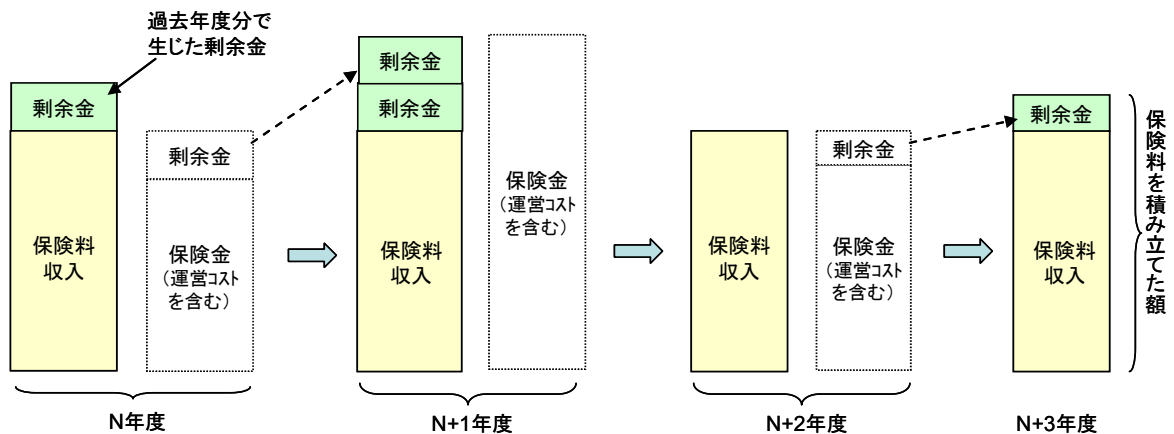 過去年度分で
生じた剰余金
剰余金
保険料
収入
剰余金
保険金
（運営ｺｽﾄ
を含む）
N年度
剰余金
剰余金
保険料
収入
保険金
（運営ｺｽﾄ
を含む）
N+1年度
保険料
収入
剰余金
保険金
（運営ｺｽﾄ
を含む）
N+2年度
剰余金
保険料
収入
N+3年度
保険料を積み立てた額